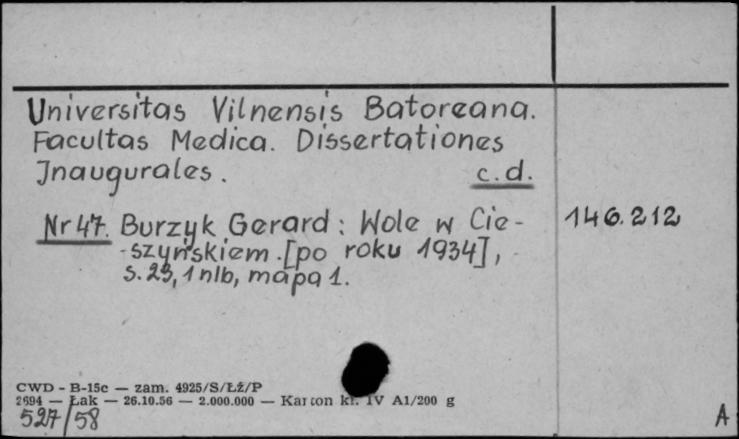 Universitas Vilnensis Batoreana.
Facultas Medica. Dissertationes
Jnaugurales. c.d.
Nr 47. Burzyk Gerard: Wole w Cie-
szyńskiem. [po roku 1934],
s. 23, 1 nlb, mapa 1.
146.212
CWD - B-15c — zam. 4925/S/ŁŻ/P
2694 — Łak — 26.10.56 — 2.000.000 — Karton kl. IV A1/200 g
527/58
A